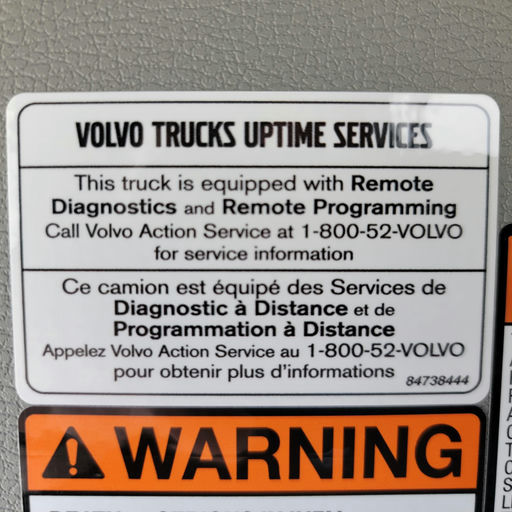 VOLVO TRUCKS UPTIME SERVICES
This truck is equipped with Remote
Diagnostics and Remote Programming
Call Volvo Action Service at 1-800-52-VOLVO
for service information
Ce camion est équipé des Services de
Diagnostic à Distance et de
Programmation à Distance
Appelez Volvo Action Service au 1-800-52-VOLVO
pour obtenir plus d'informations
84738444
WARNING